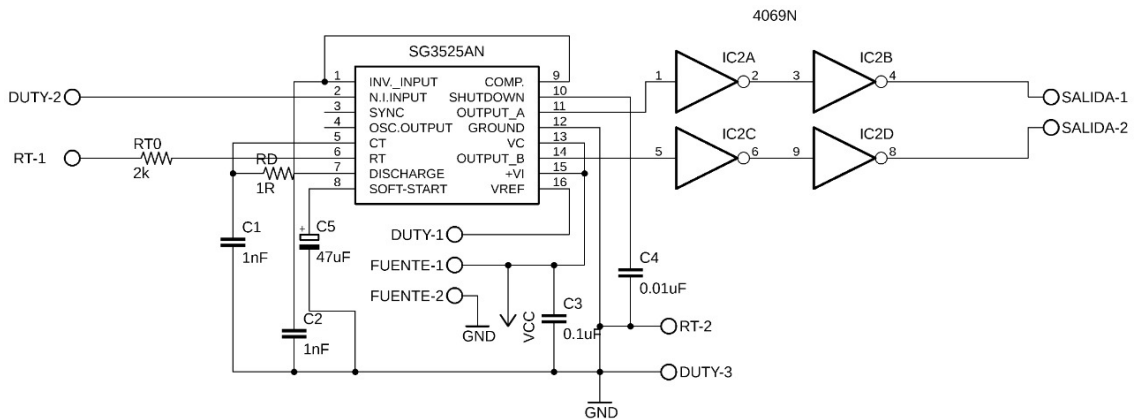 4069N
SG3525AN
1 INV._INPUT COMP. 9
2 N.I.INPUT SHUTDOWN 10
3 SYNC OUTPUT_A 11
4 OSC.OUTPUT GROUND 12
5 CT VC 13
6 RT OUTPUT_B 14
7 DISCHARGE +VI 15
8 SOFT-START VREF 16
DUTY-2
RT-1
RT0
2k
RD
1R
C1
1nF
+
C5
47uF
C2
1nF
DUTY-1
FUENTE-1
FUENTE-2
GND
VCC
C3
0.1uF
C4
0.01uF
RT-2
DUTY-3
GND
1 IC2A 2
3 IC2B 4
SALIDA-1
SALIDA-2
5 IC2C 6
9 IC2D 8